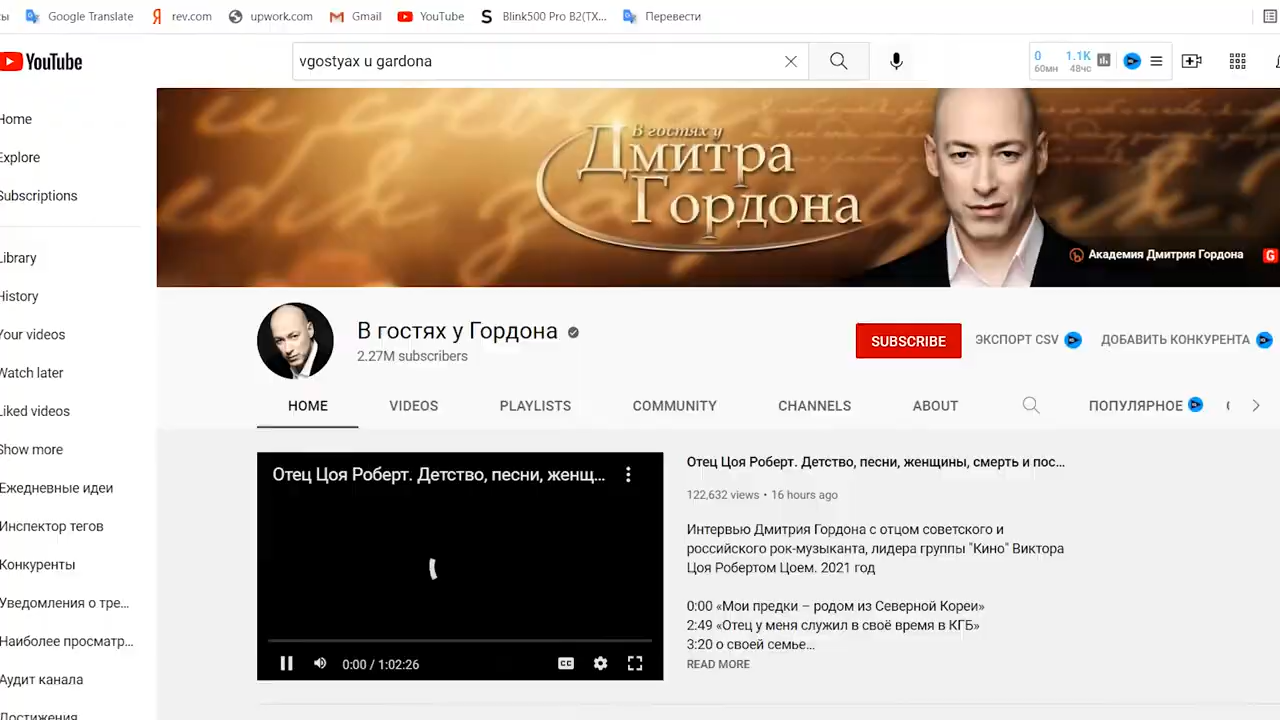 ты
Google Translate
rev.com
upwork.com
Gmail
YouTube
Blink500 Pro B2(TX...
Перевести
YouTube
vgostyax u gardona
0
60мн
1.1K
48чс
Home
Explore
Subscriptions
Library
History
Your videos
Watch later
Liked videos
Show more
Ежедневные идеи
Инспектор тегов
Конкуренты
Уведомления о тре...
Наиболее просматр...
Аудит канала
Достижения
В гостях у
Дмитра
Гордона
Академия Дмитрия Гордона
G
В гостях у Гордона
2.27M subscribers
SUBSCRIBE
ЭКСПОРТ CSV
ДОБАВИТЬ КОНКУРЕНТА
HOME
VIDEOS
PLAYLISTS
COMMUNITY
CHANNELS
ABOUT
ПОПУЛЯРНОЕ
Отец Цоя Роберт. Детство, песни, женщ...
0:00 / 1:02:26
CC
Отец Цоя Роберт. Детство, песни, женщины, смерть и пос...
122,632 views • 16 hours ago
Интервью Дмитрия Гордона с отцом советского и
российского рок-музыканта, лидера группы "Кино" Виктора
Цоя Робертом Цоем. 2021 год
0:00 «Мои предки – родом из Северной Кореи»
2:49 «Отец у меня служил в своё время в КГБ»
3:20 о своей семье...
READ MORE